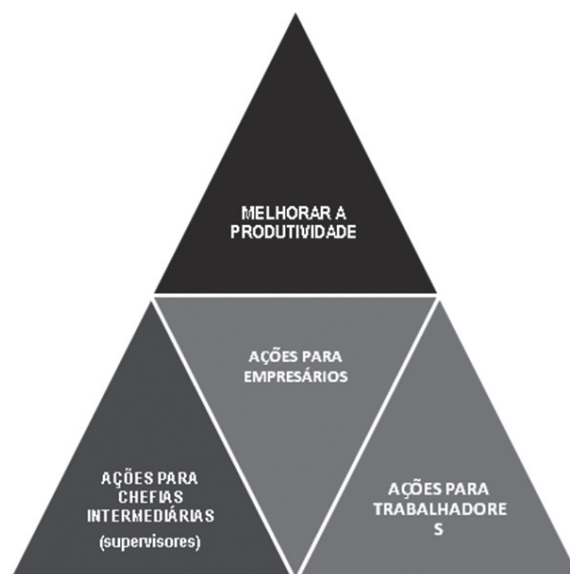 MELHORAR A
PRODUTIVIDADE
AÇÕES PARA
EMPRESÁRIOS
AÇÕES PARA
CHEFIAS
INTERMEDIÁRIAS
(supervisores)
AÇÕES PARA
TRABALHADORE
S